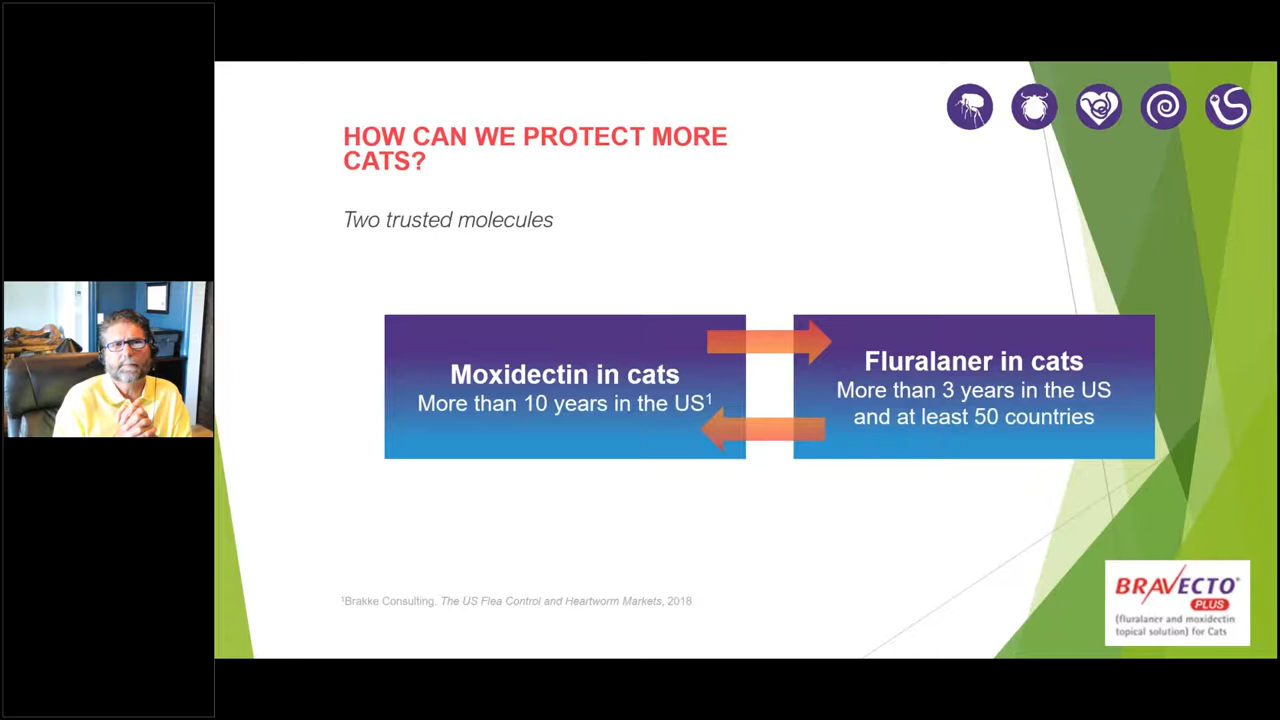 HOW CAN WE PROTECT MORE
CATS?
Two trusted molecules
Moxidectin in cats
More than 10 years in the US¹
Fluralaner in cats
More than 3 years in the US
and at least 50 countries
¹Brakke Consulting. The US Flea Control and Heartworm Markets, 2018
BRAVECTO®
PLUS
(fluralaner and moxidectin
topical solution) for Cats